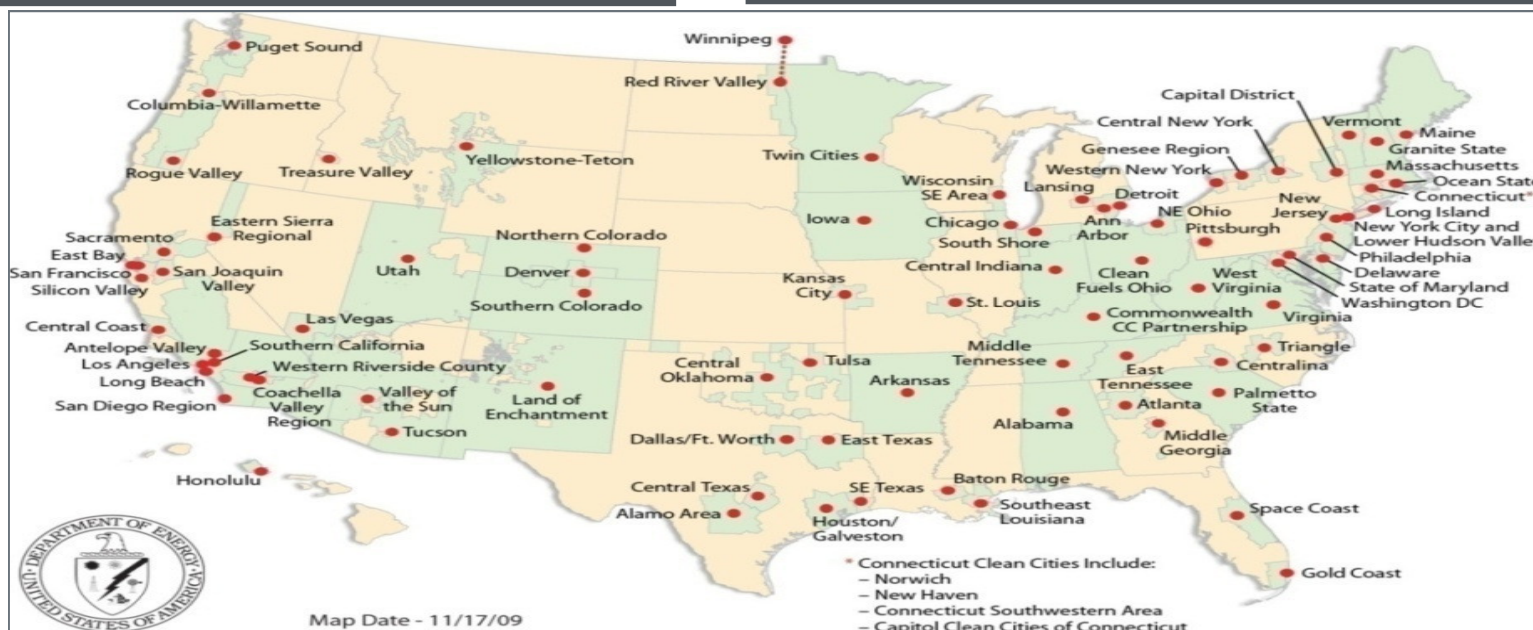 Puget Sound
Columbia-Willamette
Rogue Valley
Treasure Valley
Yellowstone-Teton
Winnipeg
Red River Valley
Twin Cities
Wisconsin
SE Area
Iowa
Chicago
South Shore
Lansing
Detroit
Ann
Arbor
Western New York
Genesee Region
Central New York
Capital District
Vermont
Maine
Granite State
Massachusetts
Ocean State
Connecticut*
New
Jersey
Long Island
New York City and
Lower Hudson Valle
Philadelphia
Delaware
State of Maryland
Washington DC
NE Ohio
Pittsburgh
Clean
Fuels Ohio
West
Virginia
Virginia
Central Indiana
Commonwealth
CC Partnership
Eastern Sierra
Regional
Sacramento
East Bay
San Francisco
Silicon Valley
San Joaquin
Valley
Utah
Northern Colorado
Denver
Southern Colorado
Kansas
City
St. Louis
Central Coast
Las Vegas
Antelope Valley
Southern California
Los Angeles
Long Beach
Western Riverside County
San Diego Region
Coachella
Valley
Region
Valley of
the Sun
Tucson
Land of
Enchantment
Central
Oklahoma
Tulsa
Arkansas
Middle
Tennessee
East
Tennessee
Triangle
Centralina
Palmetto
State
Atlanta
Middle
Georgia
Alabama
Dallas/Ft. Worth
East Texas
Central Texas
Alamo Area
SE Texas
Houston/
Galveston
Baton Rouge
Southeast
Louisiana
Space Coast
Gold Coast
Honolulu
DEPARTMENT OF ENERGY
UNITED STATES OF AMERICA
Map Date - 11/17/09
* Connecticut Clean Cities Include:
– Norwich
– New Haven
– Connecticut Southwestern Area
– Capitol Clean Cities of Connecticut